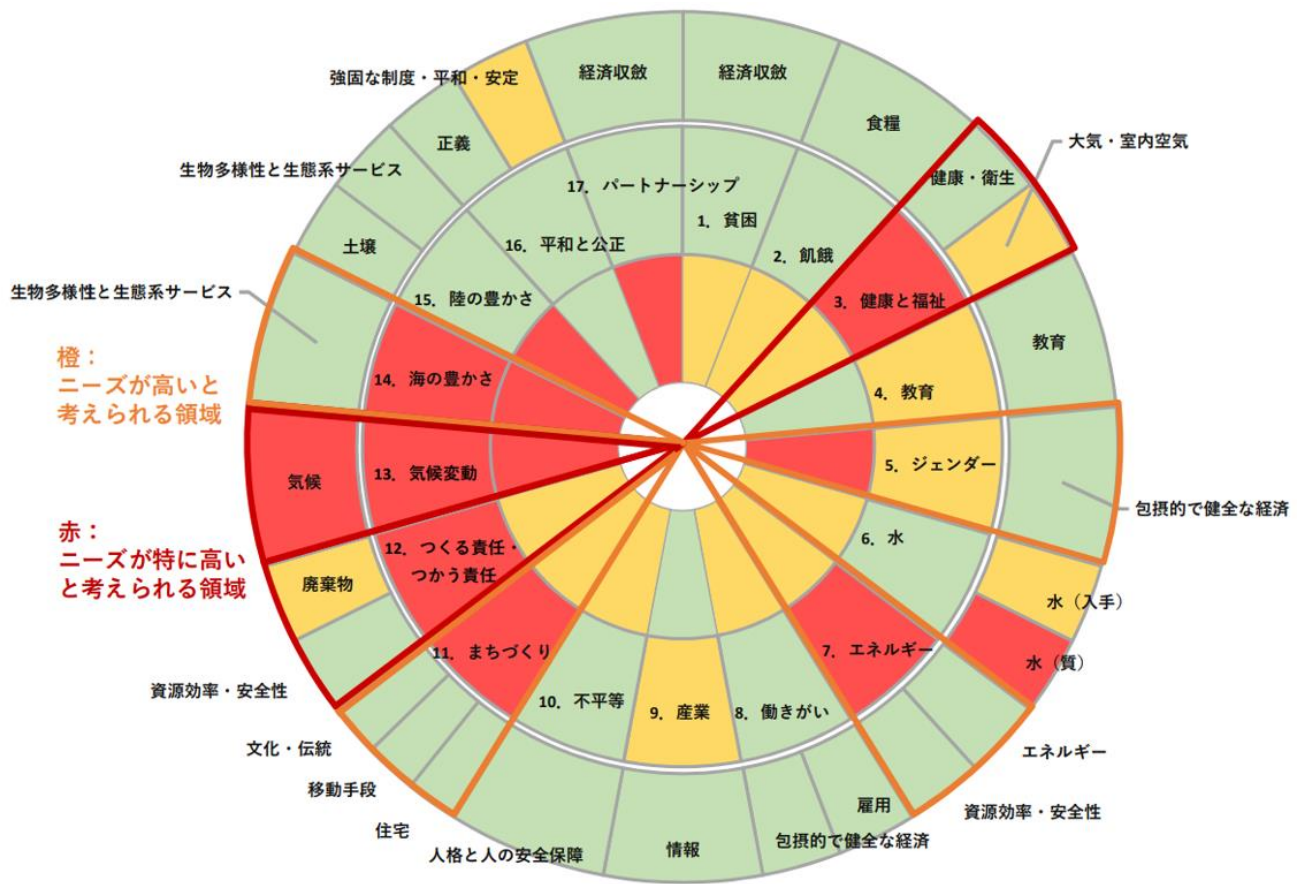 強固な制度・平和・安定
経済収斂
経済収斂
食糧
正義
大気・室内空気
健康・衛生
生物多様性と生態系サービス
17. パートナーシップ
1. 貧困
土壌
16. 平和と公正
2. 飢餓
生物多様性と生態系サービス
15. 陸の豊かさ
3. 健康と福祉
教育
橙：
ニーズが高いと
考えられる領域
14. 海の豊かさ
4. 教育
気候
13. 気候変動
5. ジェンダー
包摂的で健全な経済
赤：
ニーズが特に高い
と考えられる領域
12. つくる責任・
つかう責任
6. 水
廃棄物
水（入手）
11. まちづくり
7. エネルギー
水（質）
資源効率・安全性
10. 不平等
9. 産業
8. 働きがい
文化・伝統
エネルギー
移動手段
雇用
資源効率・安全性
住宅
人格と人の安全保障
情報
包摂的で健全な経済